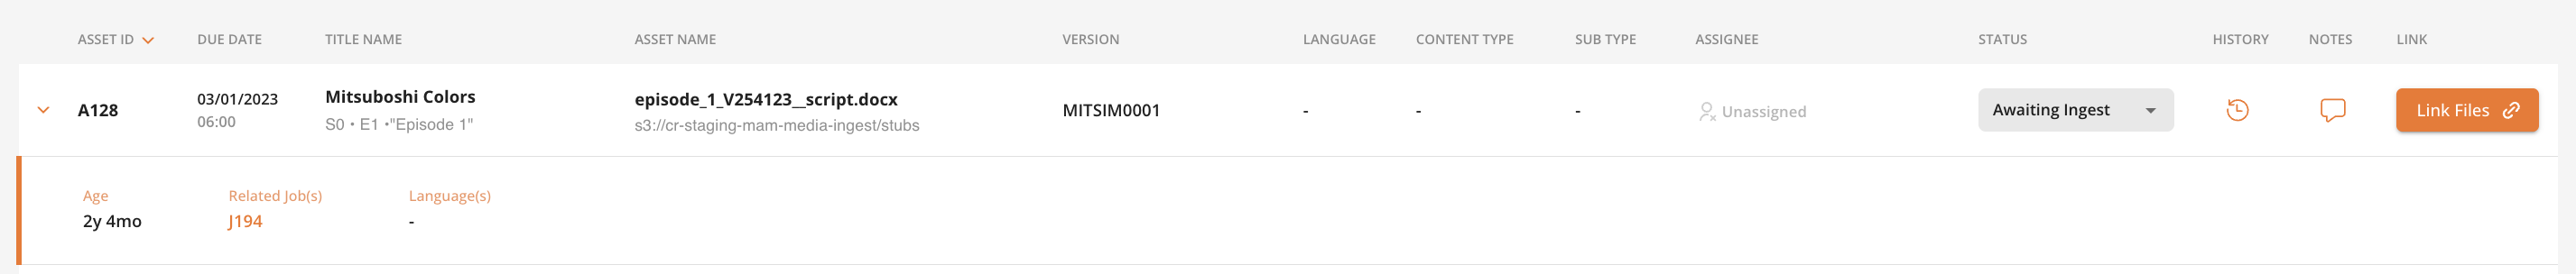 ASSET ID DUE DATE TITLE NAME ASSET NAME VERSION LANGUAGE CONTENT TYPE SUB TYPE ASSIGNEE STATUS HISTORY NOTES LINK
A128
03/01/2023
06:00
Mitsuboshi Colors
S0 • E1 •"Episode 1"
episode_1_V254123__script.docx
s3://cr-staging-mam-media-ingest/stubs
MITSIM0001
-
-
-
Unassigned
Awaiting Ingest
Link Files
Age
2y 4mo
Related Job(s)
J194
Language(s)
-